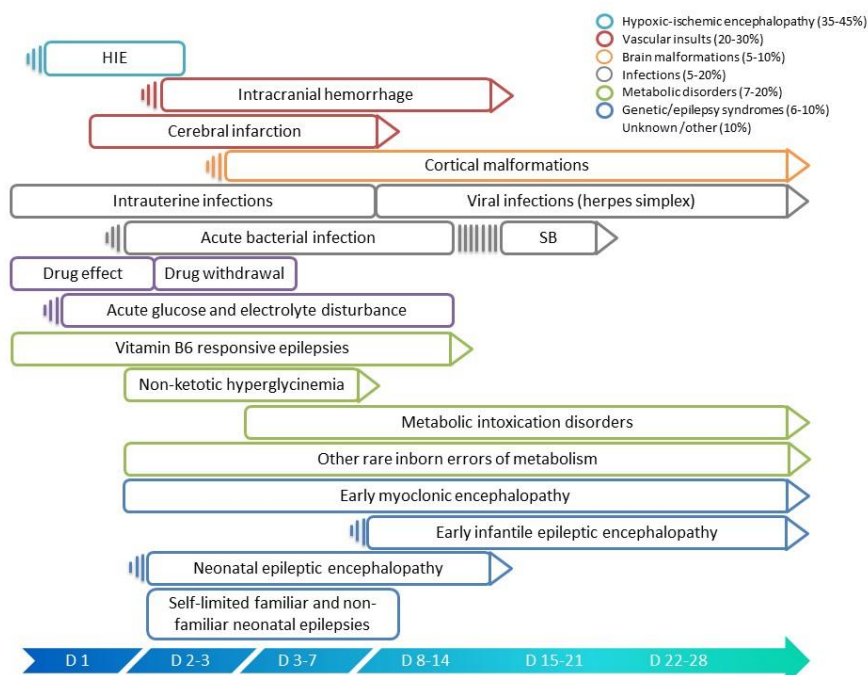 Hypoxic-ischemic encephalopathy (35-45%)
Vascular insults (20-30%)
Brain malformations (5-10%)
Infections (5-20%)
Metabolic disorders (7-20%)
Genetic/epilepsy syndromes (6-10%)
Unknown /other (10%)
HIE
Intracranial hemorrhage
Cerebral infarction
Cortical malformations
Intrauterine infections
Viral infections (herpes simplex)
Acute bacterial infection
SB
Drug effect
Drug withdrawal
Acute glucose and electrolyte disturbance
Vitamin B6 responsive epilepsies
Non-ketotic hyperglycinemia
Metabolic intoxication disorders
Other rare inborn errors of metabolism
Early myoclonic encephalopathy
Early infantile epileptic encephalopathy
Neonatal epileptic encephalopathy
Self-limited familiar and non-
familiar neonatal epilepsies
D 1
D 2-3
D 3-7
D 8-14
D 15-21
D 22-28